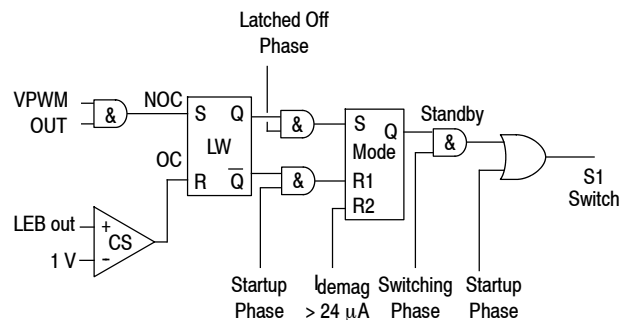 Latched Off
Phase
VPWM
OUT
&
NOC
S
Q
LW
OC
R
Q
&
&
S
Q
Mode
R1
R2
Standby
&
S1
Switch
LEB out
+
CS
1 V
−
Startup
Phase
Idemag
> 24 µA
Switching
Phase
Startup
Phase